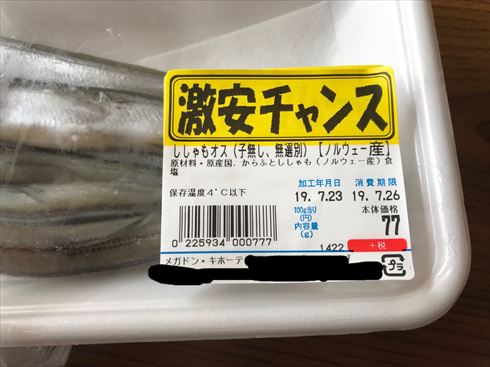 激安チャンス
ししゃもオス(子無し、無選別)【ノルウェー産】
原材料・原産国、からふとししゃも(ノルウェー産)食
塩
保存温度4℃以下
加工年月日 消費期限
19.7.23 19.7.26
100g当り(円)
内容量(g)
本体価格
77
0 225934 000777
1422
+税
メガドン・キホーテ
プラ